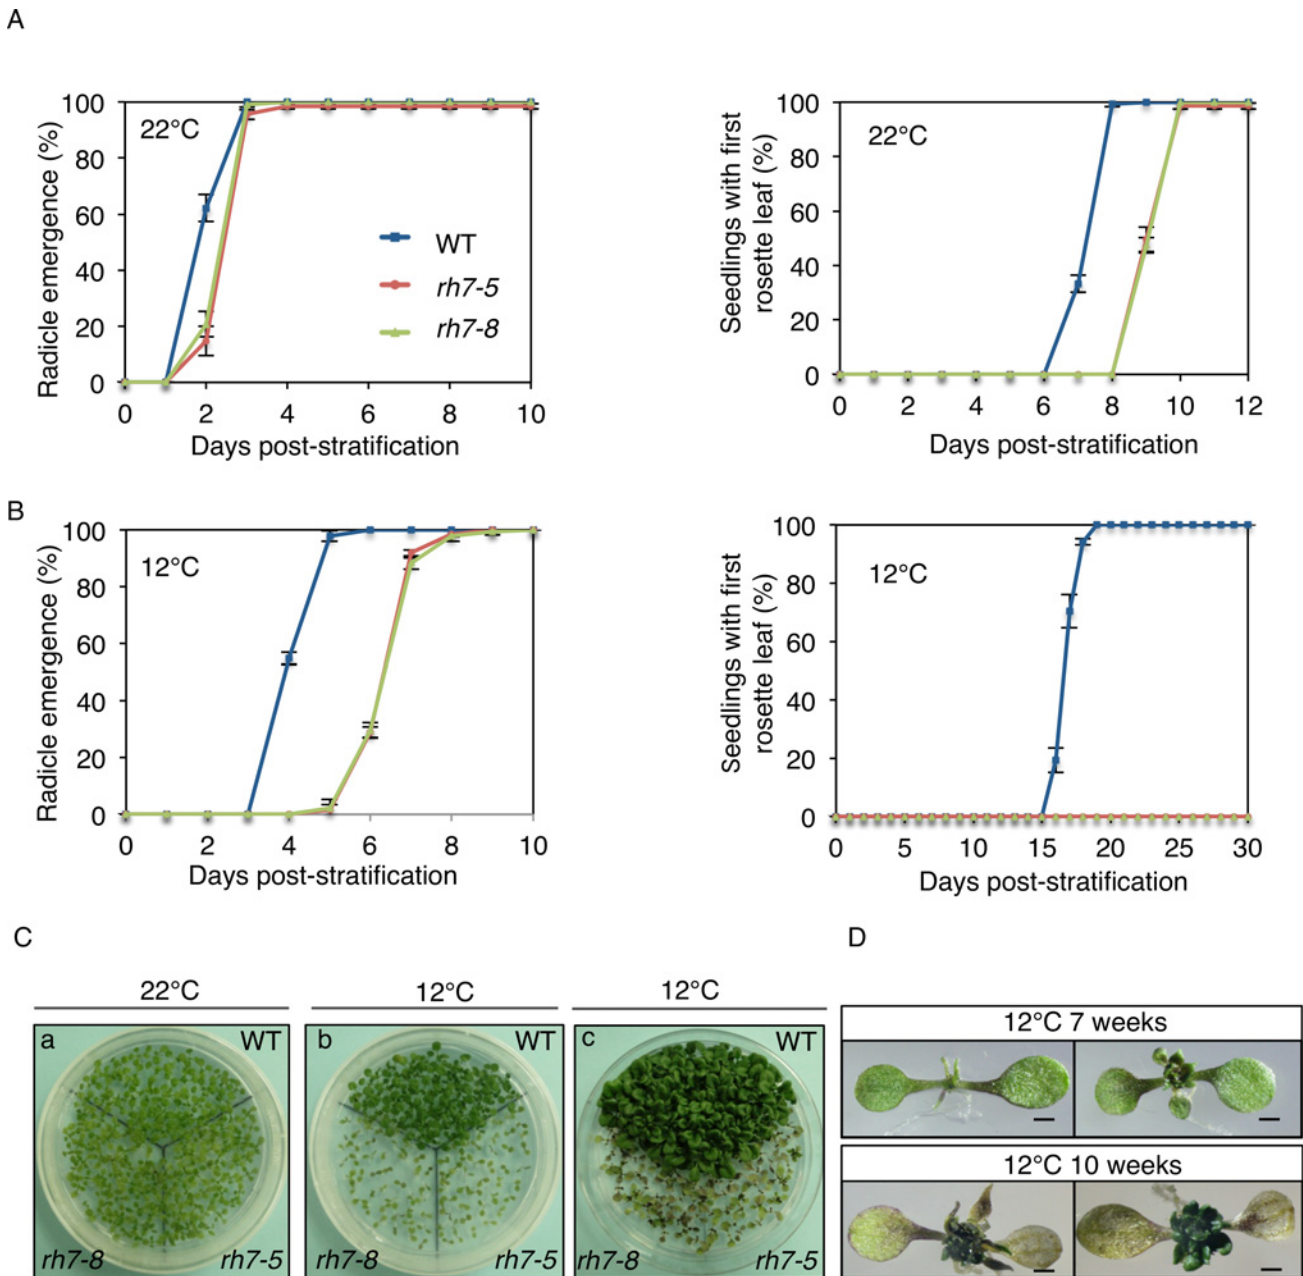 A
Radicle emergence (%)
100
80
60
40
20
0
22°C
WT
rh7-5
rh7-8
0 2 4 6 8 10
Days post-stratification
Seedlings with first
rosette leaf (%)
100
80
60
40
20
0
22°C
0 2 4 6 8 10 12
Days post-stratification
B
Radicle emergence (%)
100
80
60
40
20
0
12°C
0 2 4 6 8 10
Days post-stratification
Seedlings with first
rosette leaf (%)
100
80
60
40
20
0
12°C
0 5 10 15 20 25 30
Days post-stratification
C
22°C
a WT
rh7-8 rh7-5
12°C
b WT
rh7-8 rh7-5
12°C
c WT
rh7-8 rh7-5
D
12°C 7 weeks
12°C 10 weeks